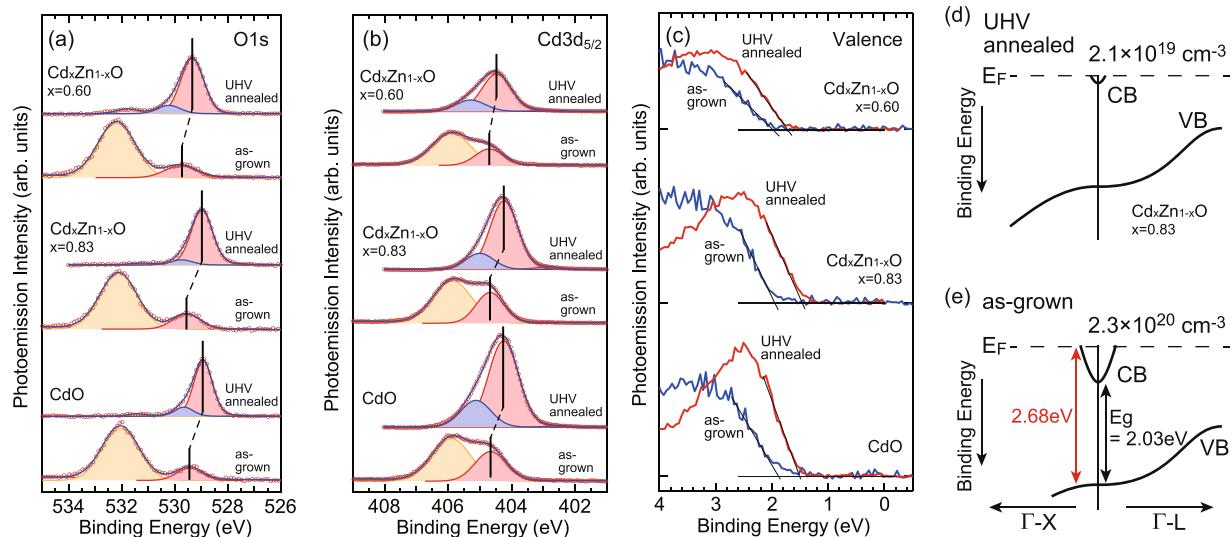 (a)
O1s
CdxZn1-xO
x=0.60
UHV
annealed
as-
grown
CdxZn1-xO
x=0.83
UHV
annealed
as-
grown
CdO
UHV
annealed
as-
grown
Photoemission Intensity (arb. units)
534 532 530 528 526
Binding Energy (eV)
(b)
Cd3d5/2
CdxZn1-xO
x=0.60
UHV
annealed
as-
grown
CdxZn1-xO
x=0.83
UHV
annealed
as-
grown
CdO
UHV
annealed
as-
grown
Photoemission Intensity (arb. units)
408 406 404 402
Binding Energy (eV)
(c)
Valence
UHV
annealed
as-
grown
CdxZn1-xO
x=0.60
UHV
annealed
as-
grown
CdxZn1-xO
x=0.83
UHV
annealed
as-
grown
CdO
Photoemission Intensity (arb. units)
4 3 2 1 0
Binding Energy (eV)
(d)
UHV
annealed
2.1×10¹⁹ cm-3
EF
CB
VB
Binding Energy
CdxZn1-xO
x=0.83
(e)
as-grown
2.3×10²⁰ cm-3
EF
CB
2.68eV
Eg
= 2.03eV
VB
Binding Energy
Γ-X
Γ-L